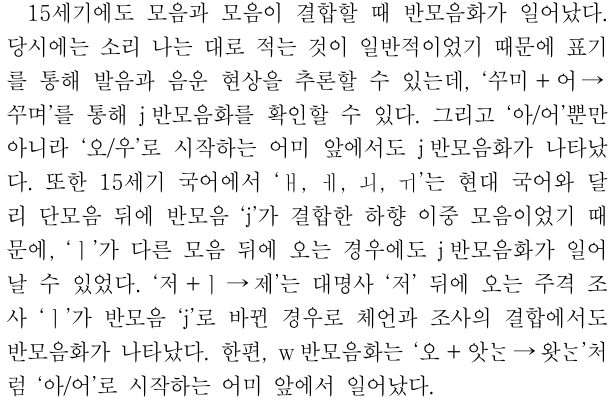 15세기에도 모음과 모음이 결합할 때 반모음화가 일어났다.
당시에는 소리 나는 대로 적는 것이 일반적이었기 때문에 표기
를 통해 발음과 음운 현상을 추론할 수 있는데, ‘ᄭᅮ미 + 어 →
ᄭᅮ며’를 통해 j 반모음화를 확인할 수 있다. 그리고 ‘아/어’뿐만
아니라 ‘오/우’로 시작하는 어미 앞에서도 j 반모음화가 나타났
다. 또한 15세기 국어에서 ‘ㅐ, ㅔ, ㅚ, ㅟ’는 현대 국어와 달
리 단모음 뒤에 반모음 ‘j’가 결합한 하향 이중 모음이었기 때
문에, ‘ㅣ’가 다른 모음 뒤에 오는 경우에도 j 반모음화가 일어
날 수 있었다. ‘저 + ㅣ → 제’는 대명사 ‘저’ 뒤에 오는 주격 조
사 ‘ㅣ’가 반모음 ‘j’로 바뀐 경우로 체언과 조사의 결합에서도
반모음화가 나타났다. 한편, w 반모음화는 ‘오 + 앗ᄂᆞᆫ → 왓ᄂᆞᆫ’처
럼 ‘아/어’로 시작하는 어미 앞에서 일어났다.